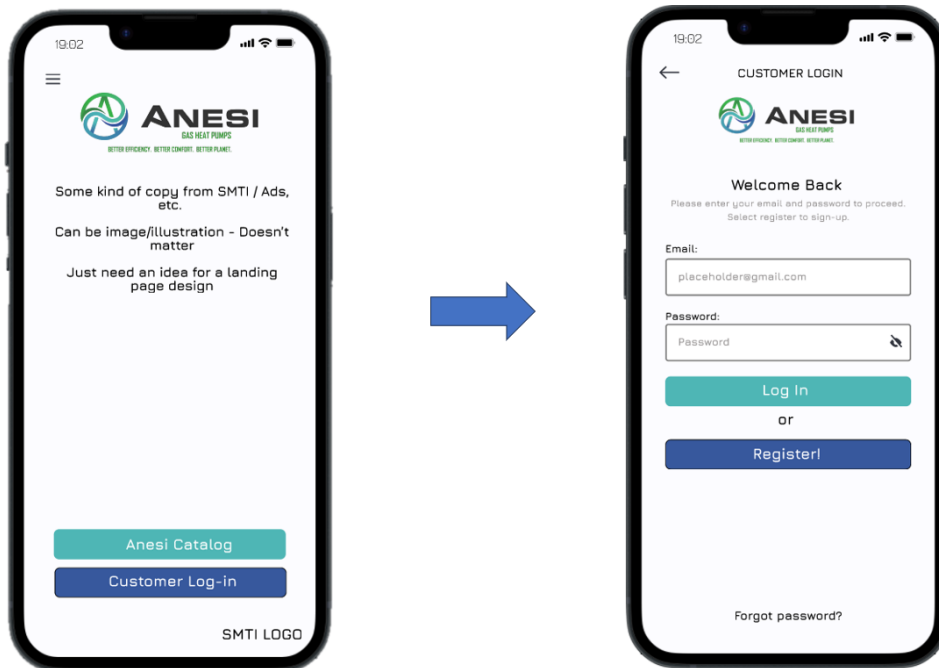 19:02
ANESI
GAS HEAT PUMPS
BETTER EFFICIENCY. BETTER COMFORT. BETTER PLANET.
Some kind of copy from SMTI / Ads,
etc.
Can be image/illustration - Doesn't
matter
Just need an idea for a landing
page design
Anesi Catalog
Customer Log-in
SMTI LOGO
19:02
CUSTOMER LOGIN
ANESI
GAS HEAT PUMPS
BETTER EFFICIENCY. BETTER COMFORT. BETTER PLANET.
Welcome Back
Please enter your email and password to proceed.
Select register to sign-up.
Email:
placeholder@gmail.com
Password:
Password
Log In
or
Register!
Forgot password?